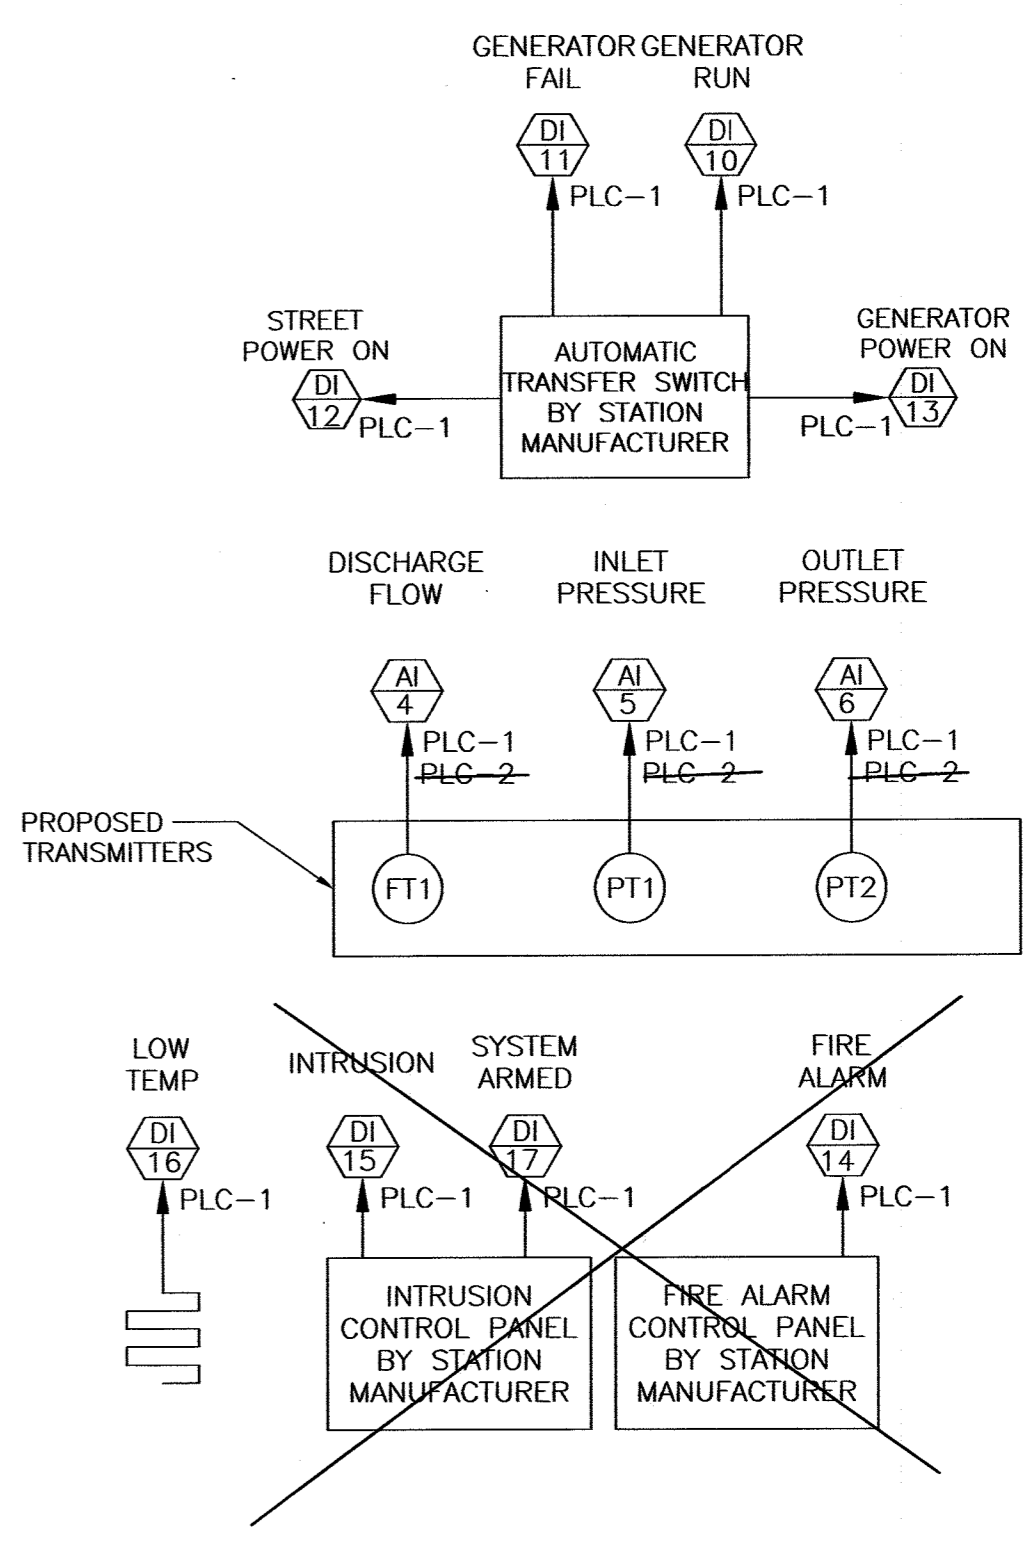 GENERATOR GENERATOR
FAIL RUN
DI DI
11 10
PLC-1 PLC-1
STREET
POWER ON
DI
12
PLC-1
AUTOMATIC
TRANSFER SWITCH
BY STATION
MANUFACTURER
GENERATOR
POWER ON
DI
13
PLC-1
DISCHARGE
FLOW
INLET
PRESSURE
OUTLET
PRESSURE
AI
4
PLC-1
PLC-2
AI
5
PLC-1
PLC-2
AI
6
PLC-1
PLC-2
PROPOSED
TRANSMITTERS
FT1
PT1
PT2
LOW
TEMP
DI
16
PLC-1
INTRUSION
DI
15
PLC-1
SYSTEM
ARMED
DI
17
PLC-1
FIRE
ALARM
DI
14
PLC-1
INTRUSION
CONTROL PANEL
BY STATION
MANUFACTURER
FIRE ALARM
CONTROL PANEL
BY STATION
MANUFACTURER